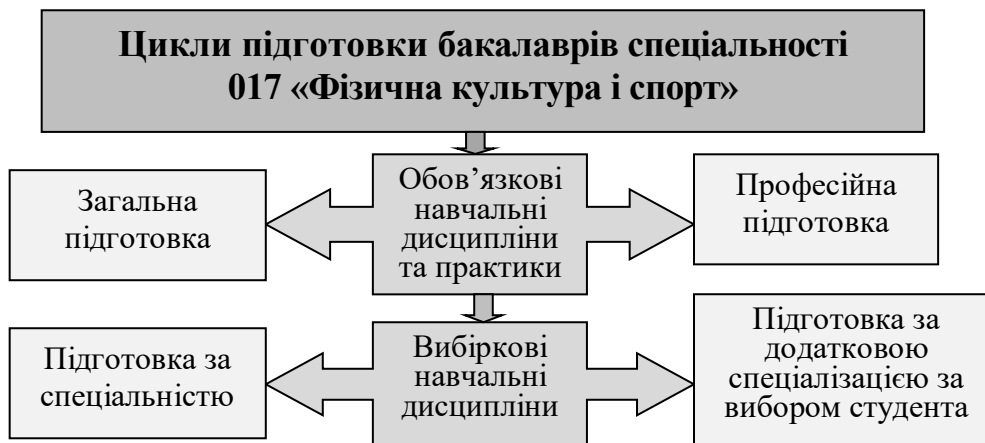 Цикли підготовки бакалаврів спеціальності
017 «Фізична культура і спорт»
Загальна
підготовка
Обов’язкові
навчальні
дисципліни
та практики
Професійна
підготовка
Підготовка за
спеціальністю
Вибіркові
навчальні
дисципліни
Підготовка за
додатковою
спеціалізацією за
вибором студента